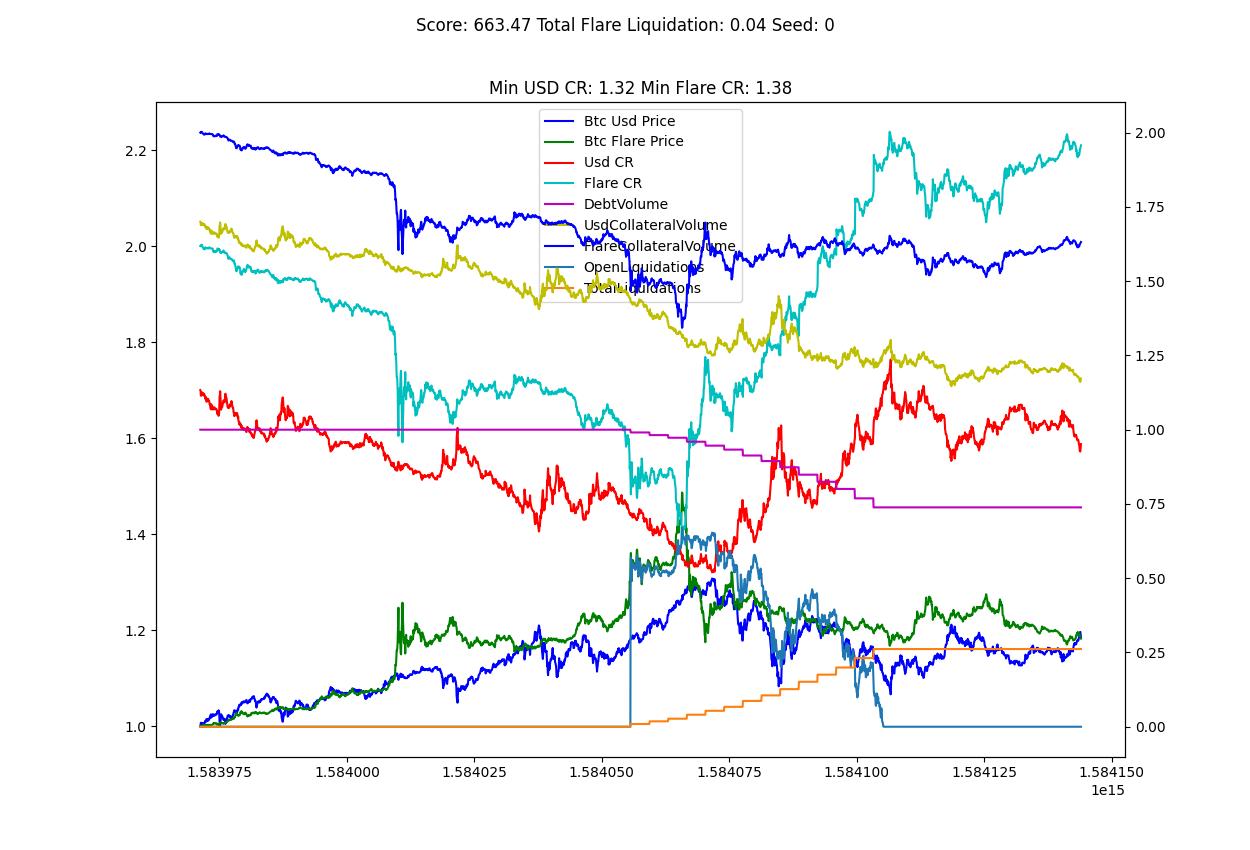 Score: 663.47 Total Flare Liquidation: 0.04 Seed: 0
Min USD CR: 1.32 Min Flare CR: 1.38
Btc Usd Price
Btc Flare Price
Usd CR
Flare CR
DebtVolume
UsdCollateralVolume
FlareCollateralVolume
OpenLiquidations
TotalLiquidations
2.2
2.0
1.8
1.6
1.4
1.2
1.0
2.00
1.75
1.50
1.25
1.00
0.75
0.50
0.25
0.00
1.583975 1.584000 1.584025 1.584050 1.584075 1.584100 1.584125 1.584150
1e15